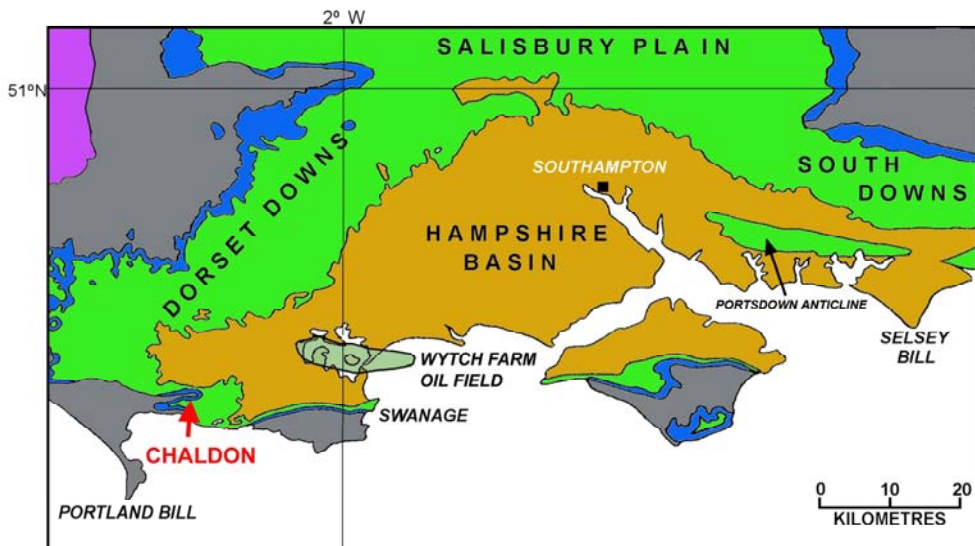 2º W
51ºN
SALISBURY PLAIN
SOUTHAMPTON
SOUTH
DOWNS
DORSET DOWNS
HAMPSHIRE
BASIN
PORTSDOWN ANTICLINE
SELSEY
BILL
WYTCH FARM
OIL FIELD
SWANAGE
CHALDON
PORTLAND BILL
0 10 20
KILOMETRES